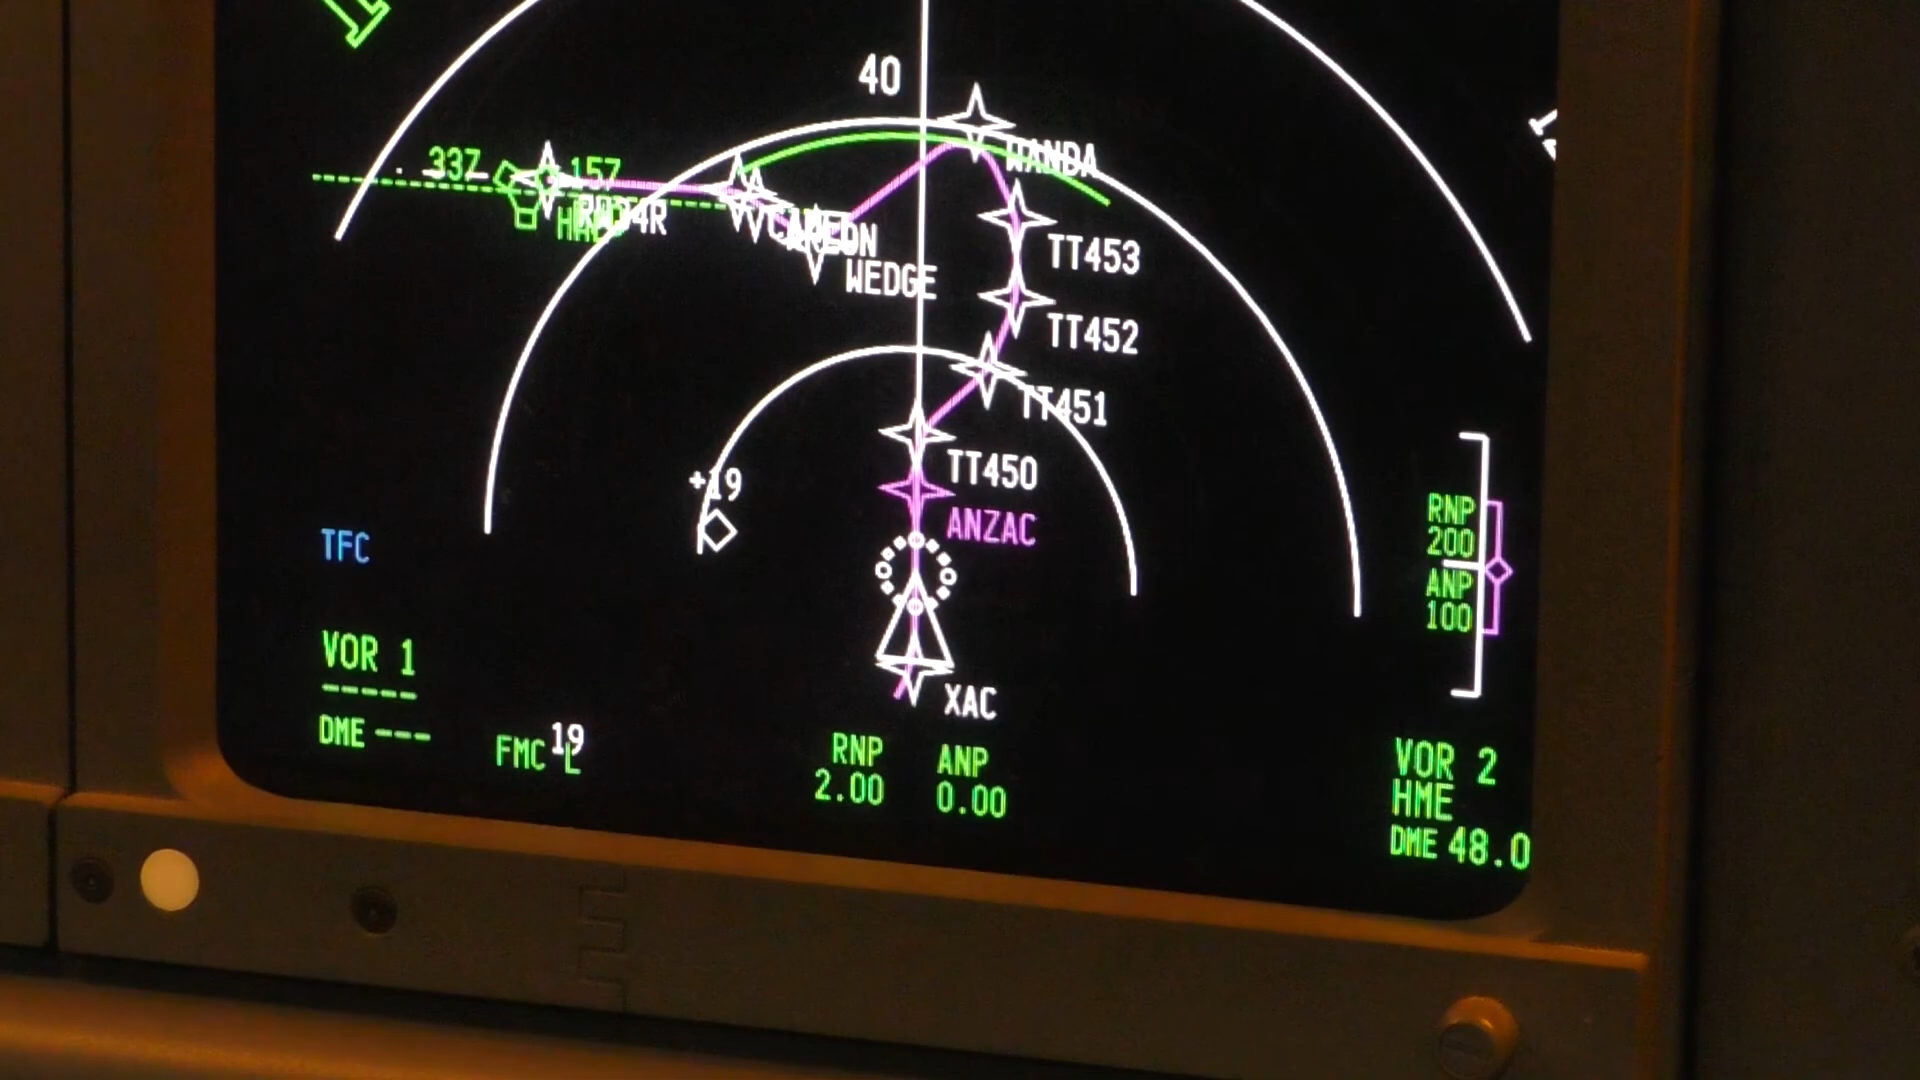 40
WANDA
337
157
RW04R
TT453
WEDGE
TT452
TT451
TT450
+19
ANZAC
RNP
200
ANP
100
TFC
VOR 1
-----
DME ---
XAC
FMC L
19
RNP
2.00
ANP
0.00
VOR 2
HME
DME 48.0